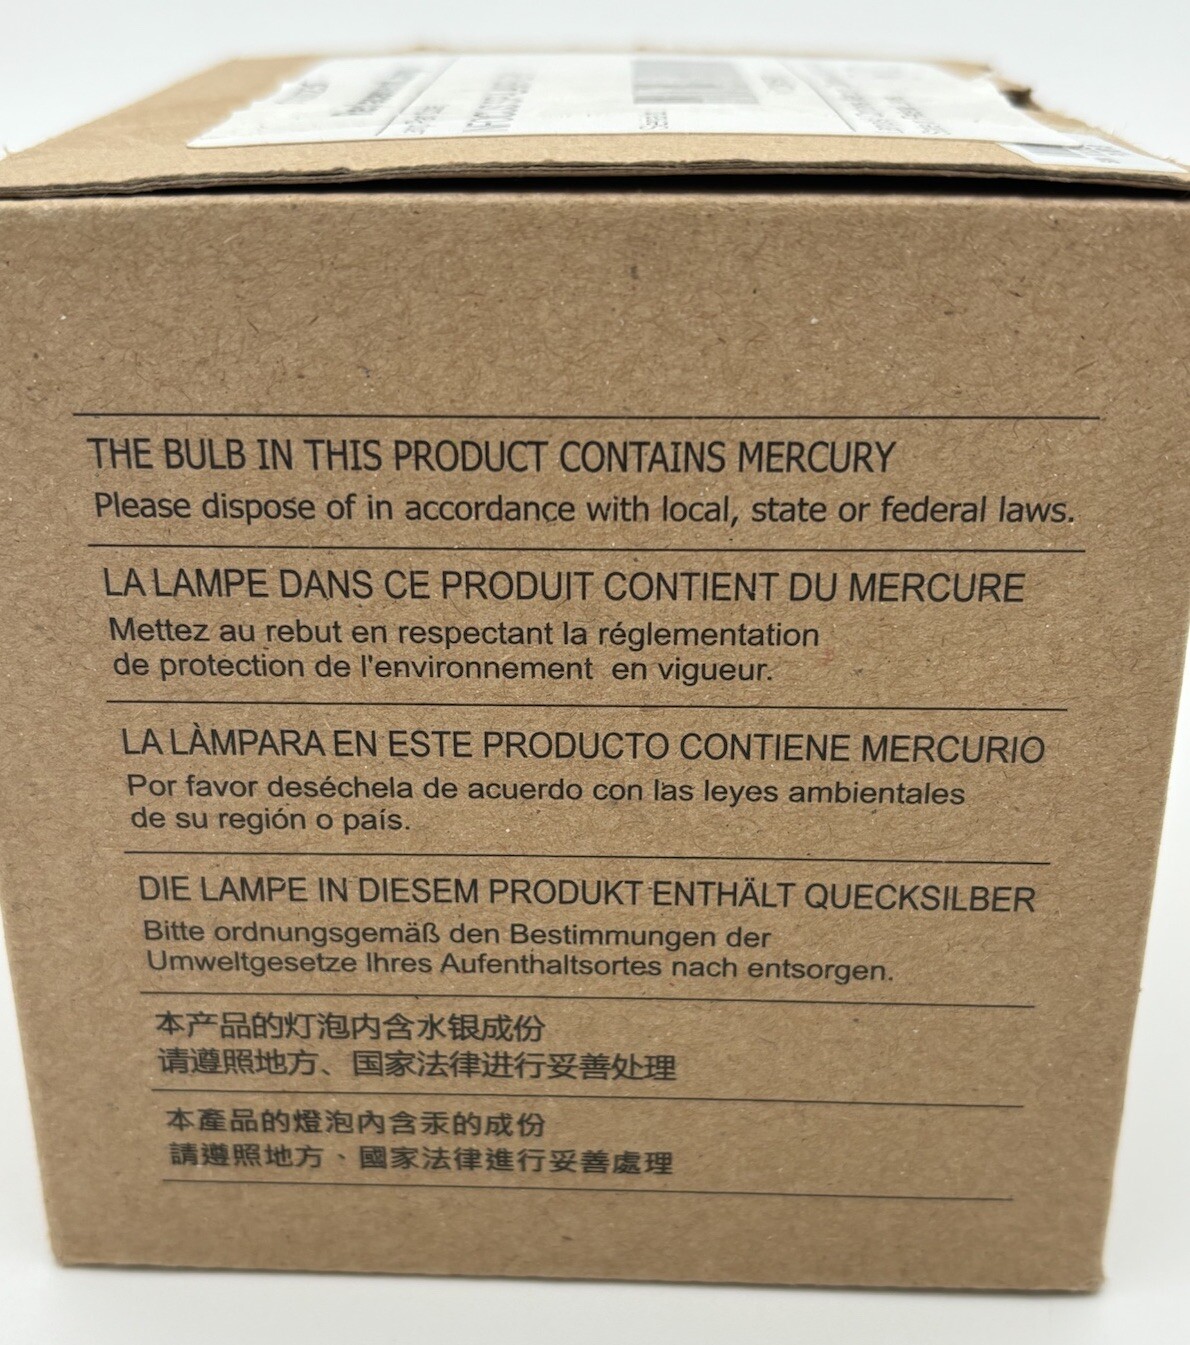 THE BULB IN THIS PRODUCT CONTAINS MERCURY
Please dispose of in accordance with local, state or federal laws.
LA LAMPE DANS CE PRODUIT CONTIENT DU MERCURE
Mettez au rebut en respectant la réglementation
de protection de l'environnement en vigueur.
LA LÀMPARA EN ESTE PRODUCTO CONTIENE MERCURIO
Por favor deséchela de acuerdo con las leyes ambientales
de su región o país.
DIE LAMPE IN DIESEM PRODUKT ENTHÄLT QUECKSILBER
Bitte ordnungsgemäß den Bestimmungen der
Umweltgesetze Ihres Aufenthaltsortes nach entsorgen.
本产品的灯泡内含水银成份
请遵照地方、国家法律进行妥善处理
本產品的燈泡內含汞的成份
請遵照地方、國家法律進行妥善處理